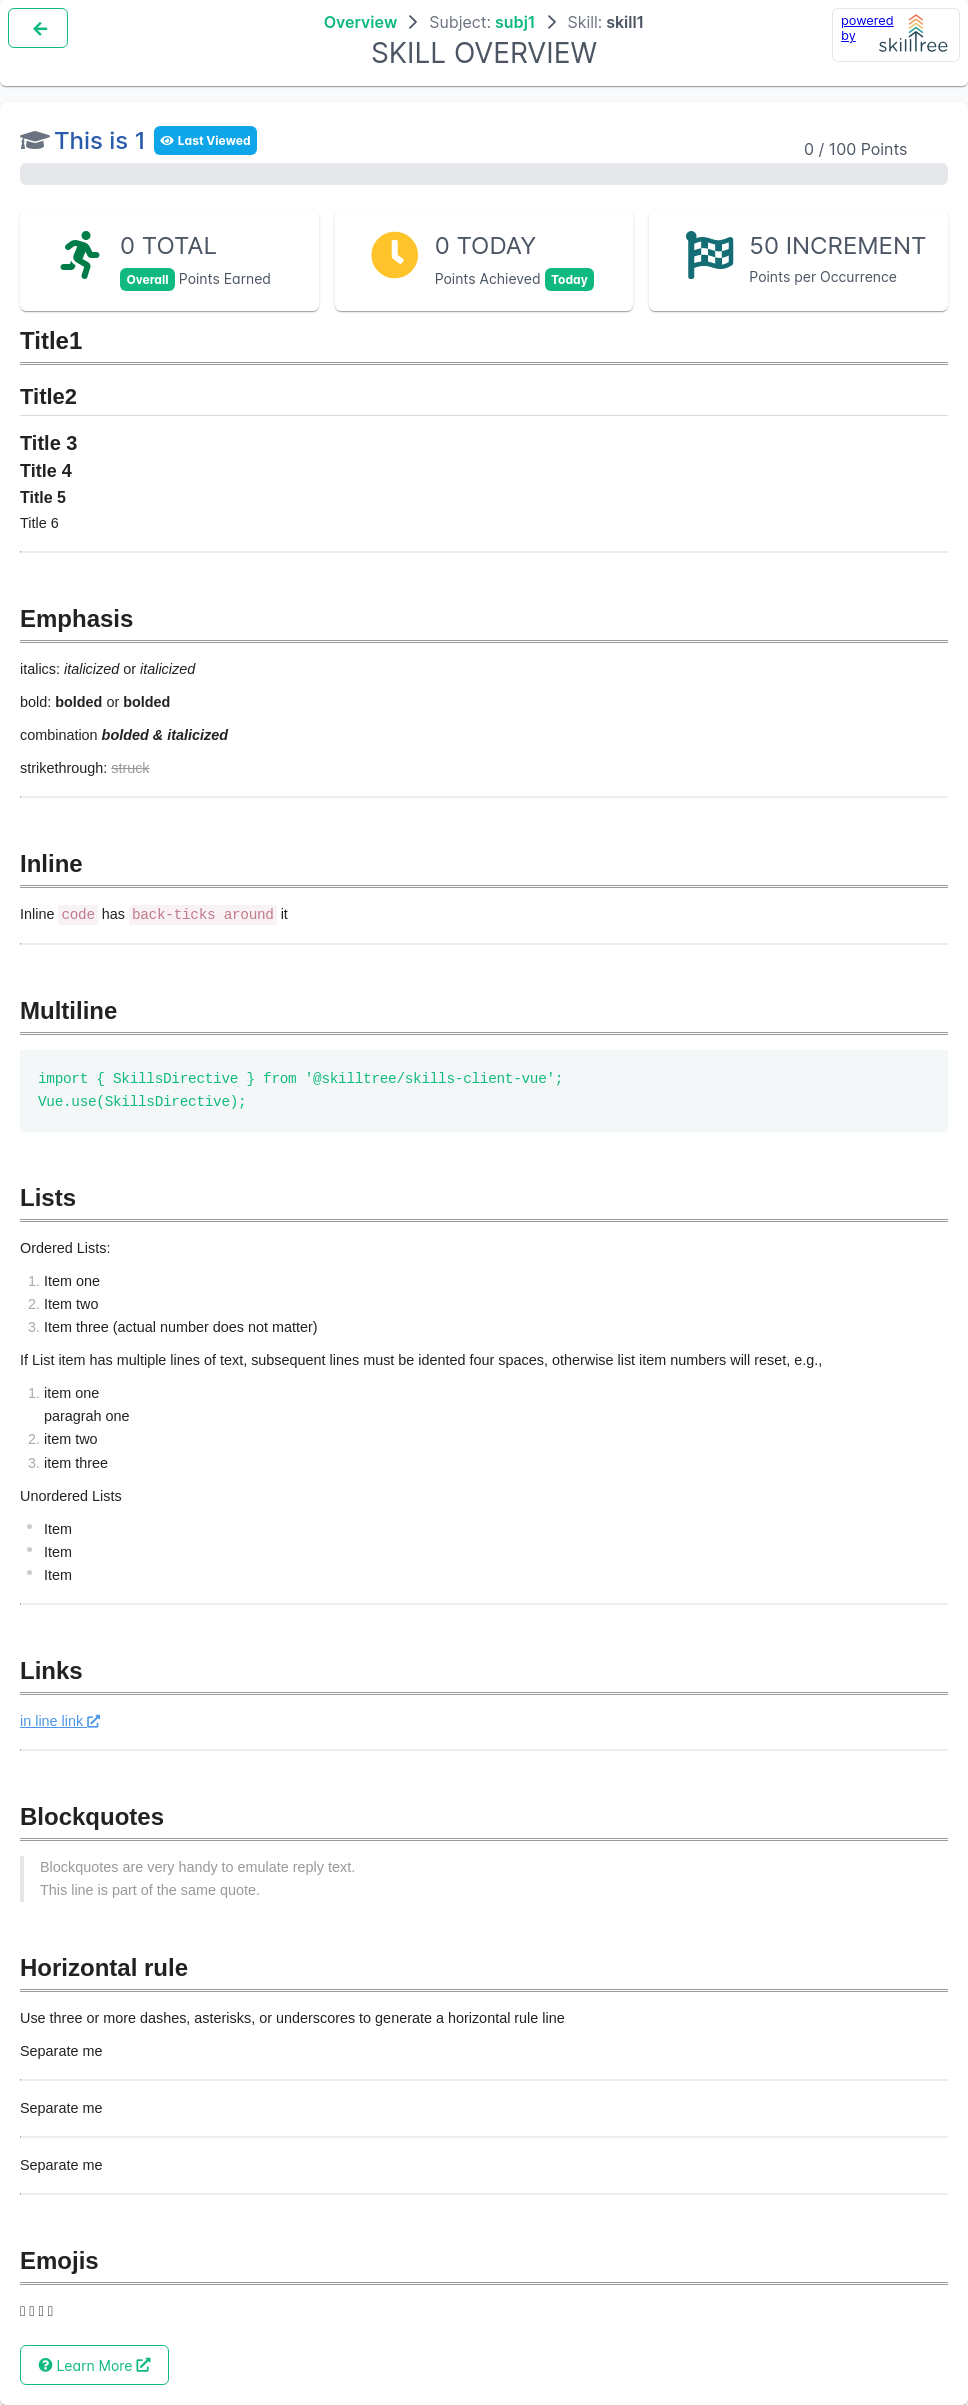 Overview > Subject: subj1 > Skill: skill1
SKILL OVERVIEW
powered by
skilltree
This is 1 Last Viewed
0 / 100 Points
0 TOTAL
Overall Points Earned
0 TODAY
Points Achieved Today
50 INCREMENT
Points per Occurrence
Title1
Title2
Title 3
Title 4
Title 5
Title 6
Emphasis
italics: italicized or italicized
bold: bolded or bolded
combination bolded & italicized
strikethrough: struck
Inline
Inline code has back-ticks around it
Multiline
import { SkillsDirective } from '@skilltree/skills-client-vue';
Vue.use(SkillsDirective);
Lists
Ordered Lists:
1. Item one
2. Item two
3. Item three (actual number does not matter)
If List item has multiple lines of text, subsequent lines must be idented four spaces, otherwise list item numbers will reset, e.g.,
1. item one
paragrah one
2. item two
3. item three
Unordered Lists
• Item
• Item
• Item
Links
in line link
Blockquotes
Blockquotes are very handy to emulate reply text.
This line is part of the same quote.
Horizontal rule
Use three or more dashes, asterisks, or underscores to generate a horizontal rule line
Separate me
Separate me
Separate me
Emojis
Learn More